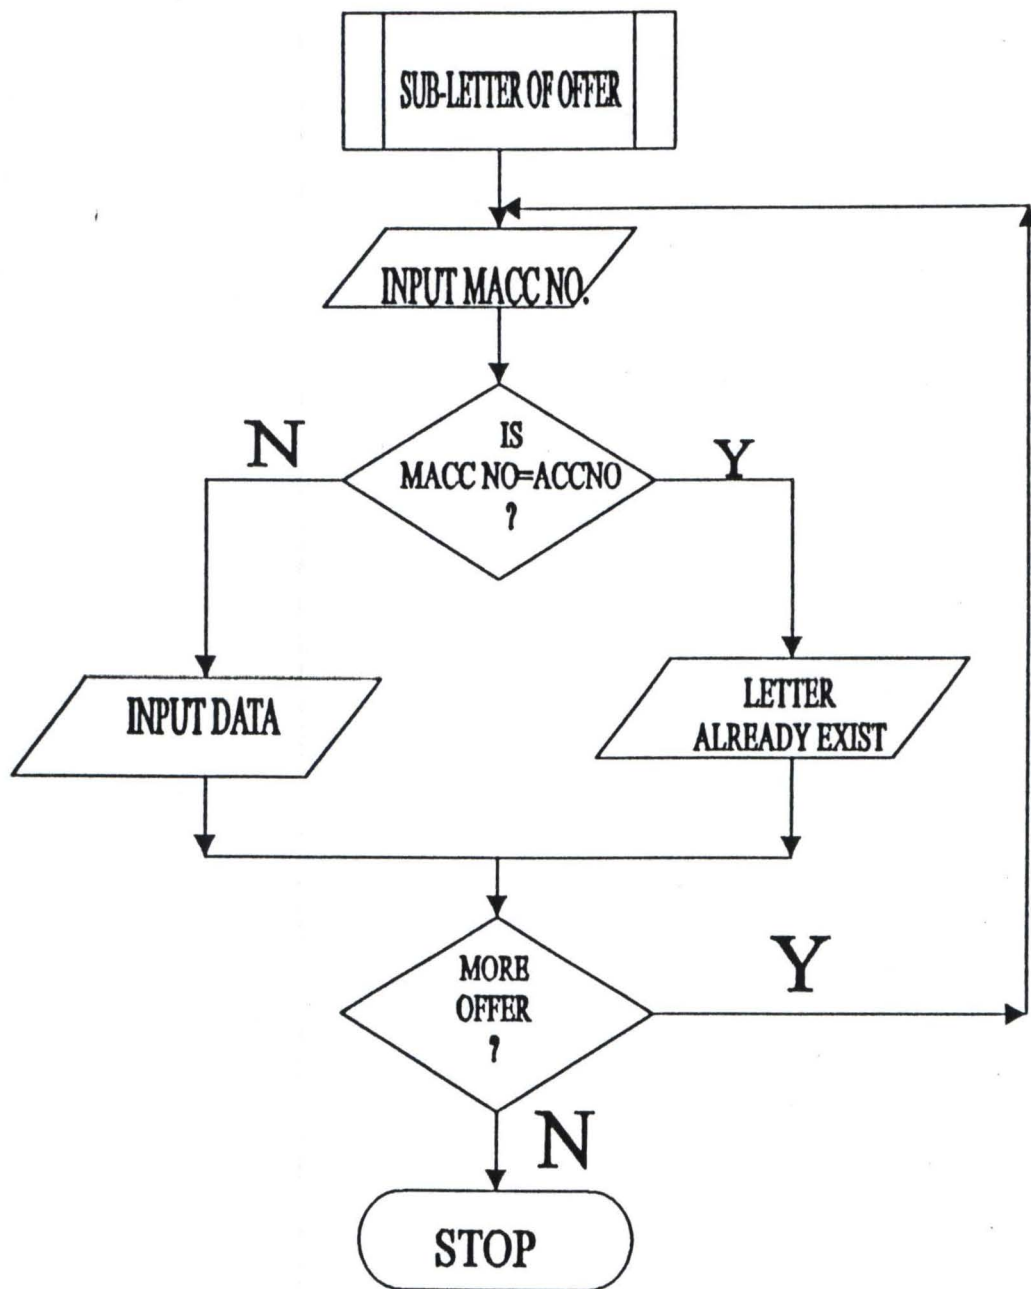 SUB-LETTER OF OFFER
INPUT MACC NO.
N
IS
MACC NO=ACCNO
?
Y
INPUT DATA
LETTER
ALREADY EXIST
MORE
OFFER
?
Y
N
STOP